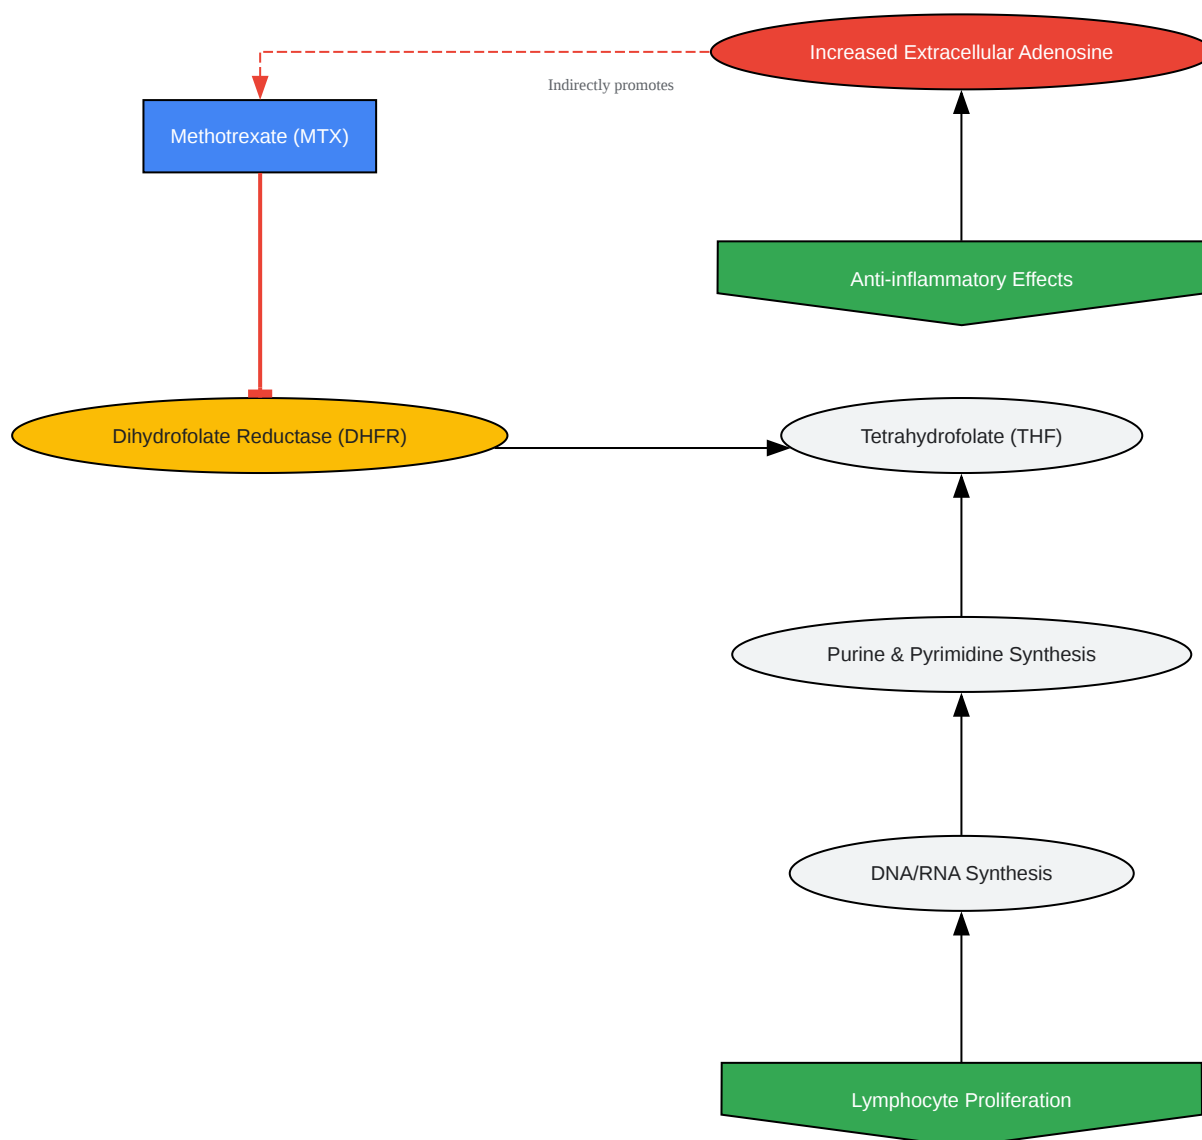 Increased Extracellular Adenosine
Indirectly promotes
Methotrexate (MTX)
Anti-inflammatory Effects
Dihydrofolate Reductase (DHFR)
Tetrahydrofolate (THF)
Purine & Pyrimidine Synthesis
DNA/RNA Synthesis
Lymphocyte Proliferation